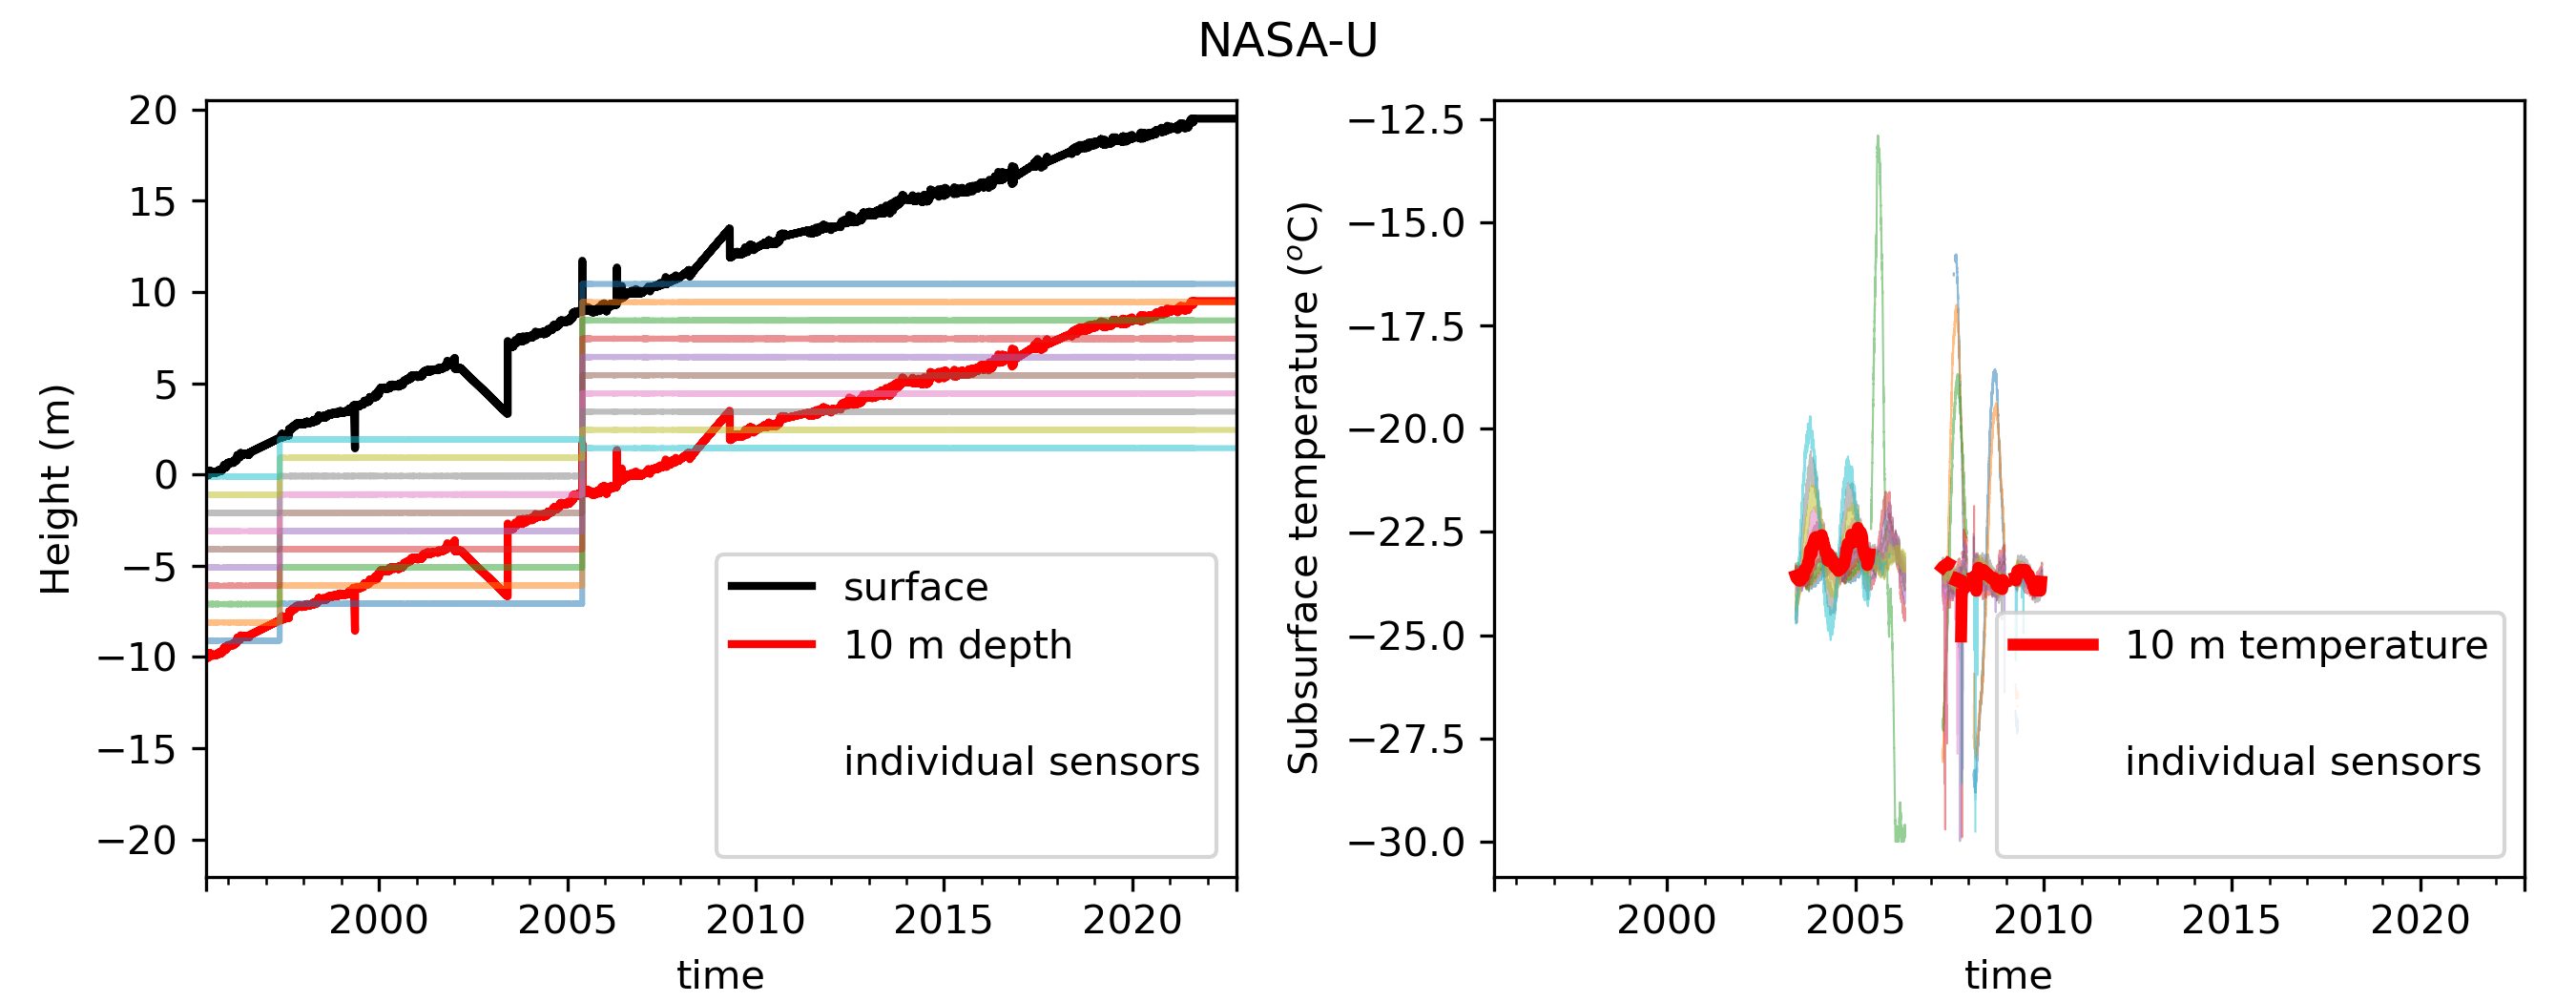 NASA-U
Height (m)
20
15
10
5
0
−5
−10
−15
−20
2000 2005 2010 2015 2020
time
surface
10 m depth
individual sensors
Subsurface temperature (°C)
−12.5
−15.0
−17.5
−20.0
−22.5
−25.0
−27.5
−30.0
2000 2005 2010 2015 2020
time
10 m temperature
individual sensors